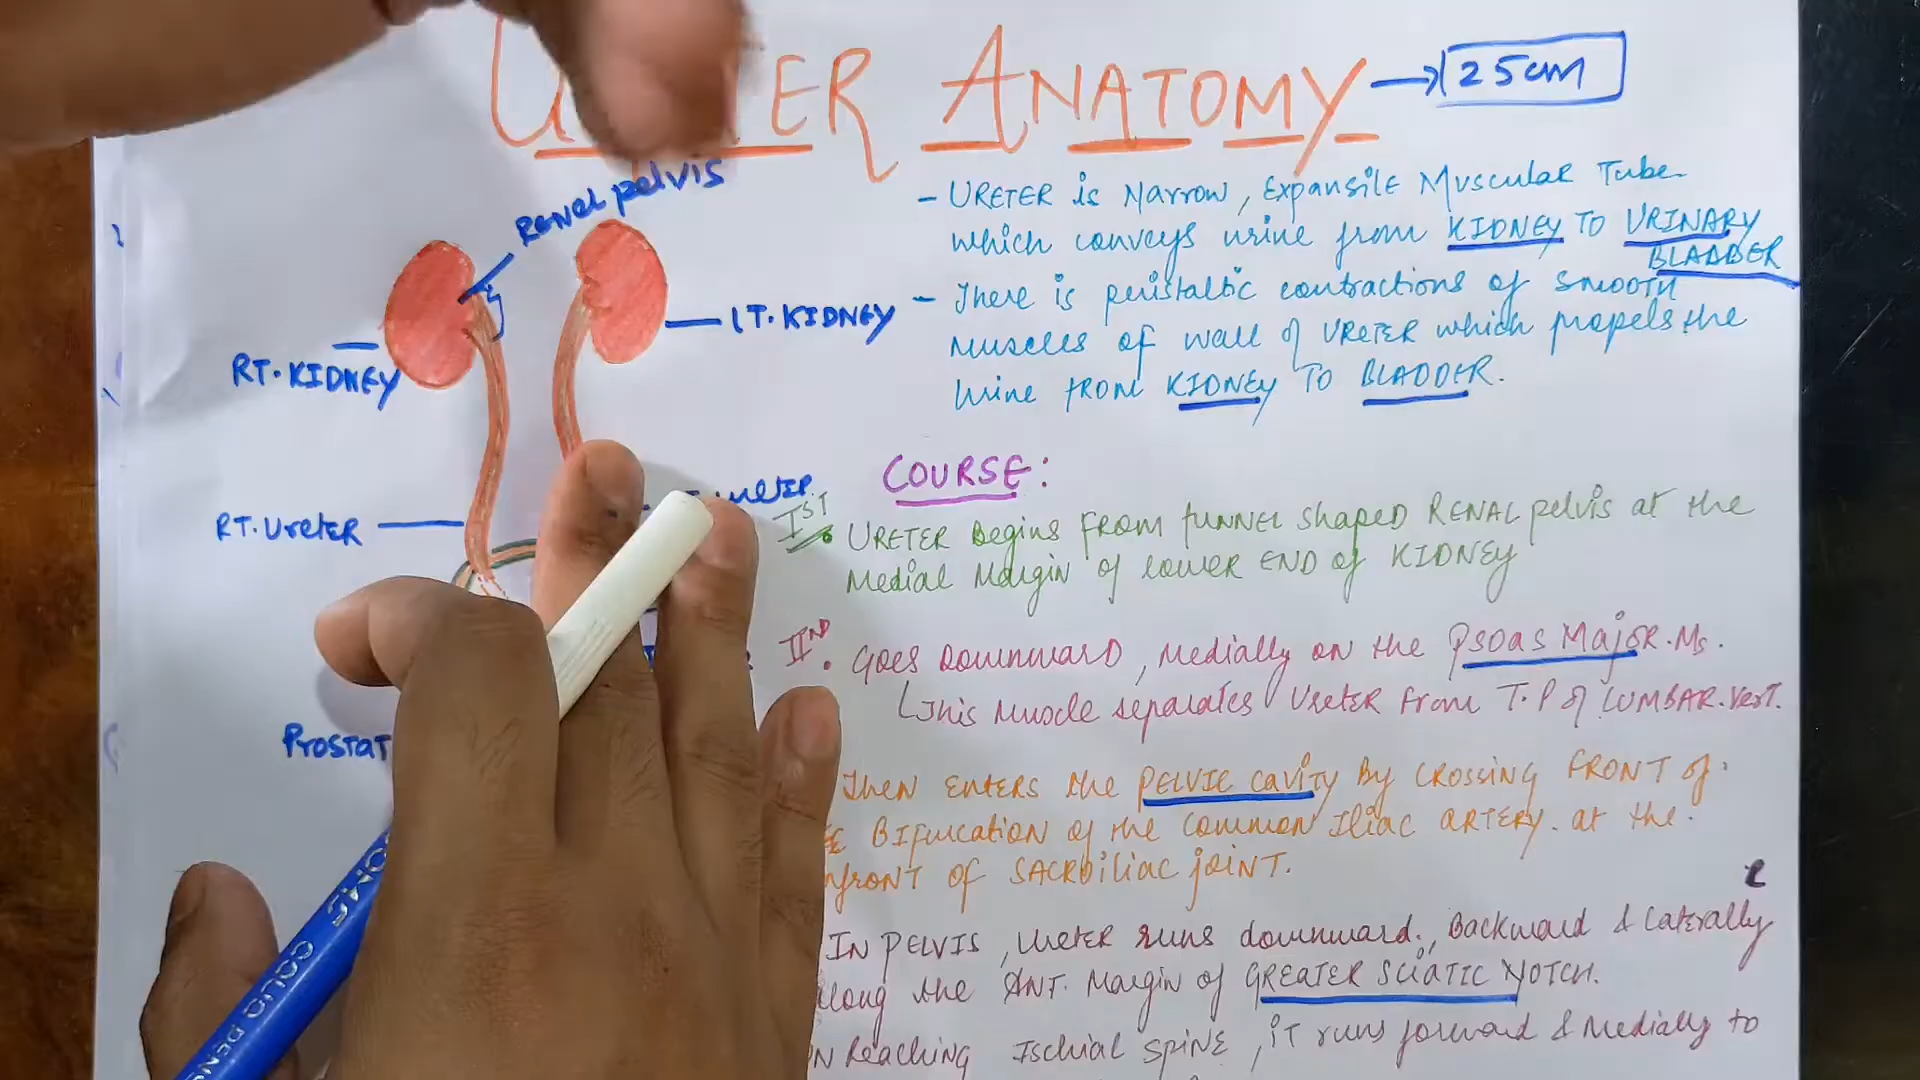 ANATOMY → 25cm
Renal pelvis
- URETER is Narrow, Expansile Muscular Tube
which conveys urine from KIDNEY TO URINARY
BLADDER
LT. KIDNEY
- There is peristaltic contractions of smooth
muscles of wall of URETER which propels the
urine from KIDNEY TO BLADDER.
RT. KIDNEY
COURSE:
RT. Ureter
Ist URETER Begins From funnel shaped RENAL pelvis at the
Medial Margin of lower END of KIDNEY
IInd Goes Downward, Medially on the Psoas Major. Ms.
This Muscle separates Ureter from T.P of LUMBAR. Vert.
Prostat
Then Enters the PELVIC cavity By Crossing FRONT of
Bifurcation of the common Iliac ARTERY. at the
front OF SACROiliac joint.
IN PELVIS, Ureter runs downward, Backward & laterally
along the ANT. Margin of GREATER SCIATIC NOTCH.
ON Reaching Ischial SPINE, it runs forward & Medially to